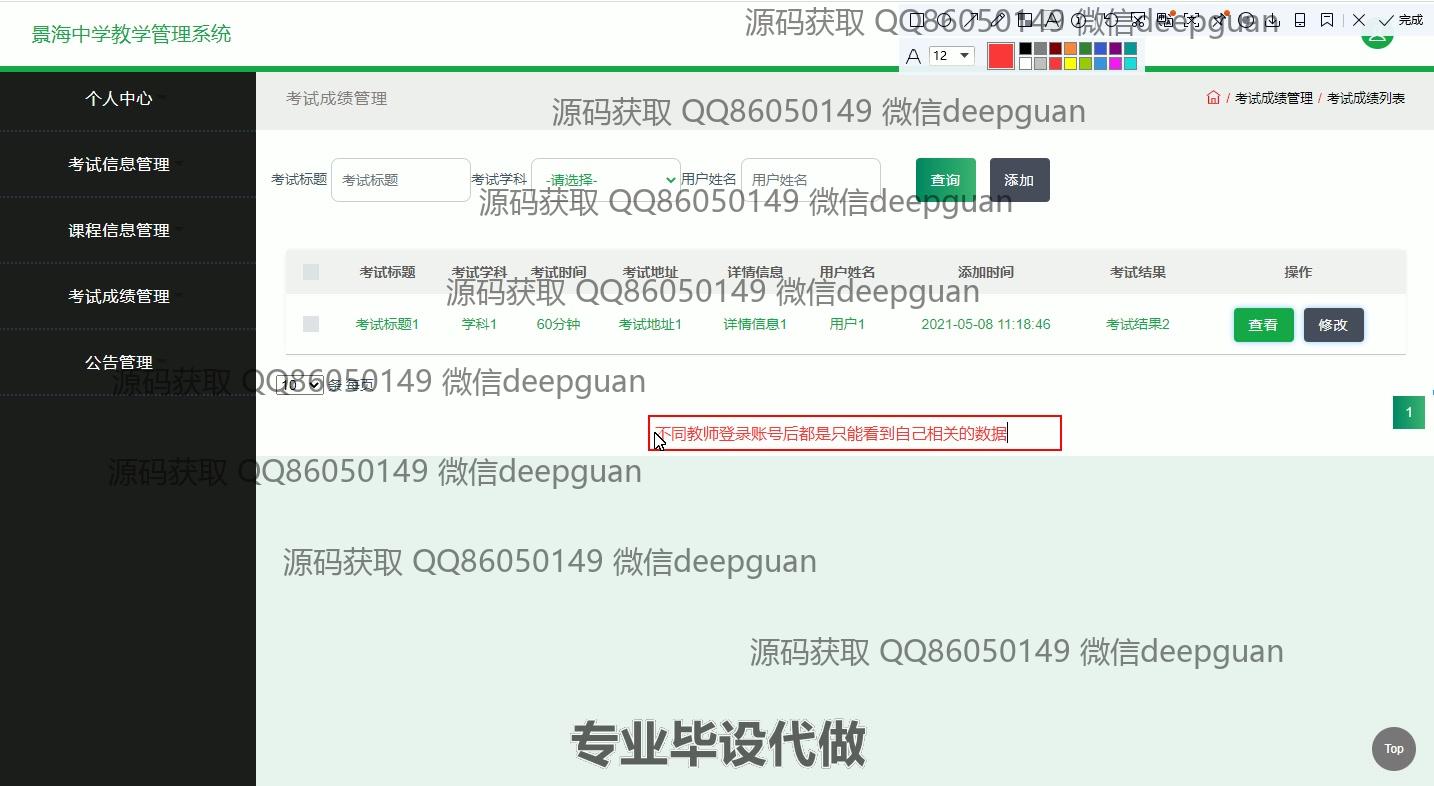 源码获取 QQ86050149 微信deepguan
完成
景海中学教学管理系统
A 12
个人中心
考试成绩管理
/ 考试成绩管理 / 考试成绩列表
源码获取 QQ86050149 微信deepguan
考试信息管理
考试标题 考试标题 考试学科 -请选择- 用户姓名 用户姓名 查询 添加
源码获取 QQ86050149 微信deepguan
课程信息管理
考试标题 考试学科 考试时间 考试地址 详情信息 用户姓名 添加时间 考试结果 操作
源码获取 QQ86050149 微信deepguan
考试成绩管理
考试标题1 学科1 60分钟 考试地址1 详情信息1 用户1 2021-05-08 11:18:46 考试结果2 查看 修改
公告管理
10 条 每页
源码获取 QQ86050149 微信deepguan
1
不同教师登录账号后都是只能看到自己相关的数据
源码获取 QQ86050149 微信deepguan
源码获取 QQ86050149 微信deepguan
源码获取 QQ86050149 微信deepguan
专业毕设代做
Top